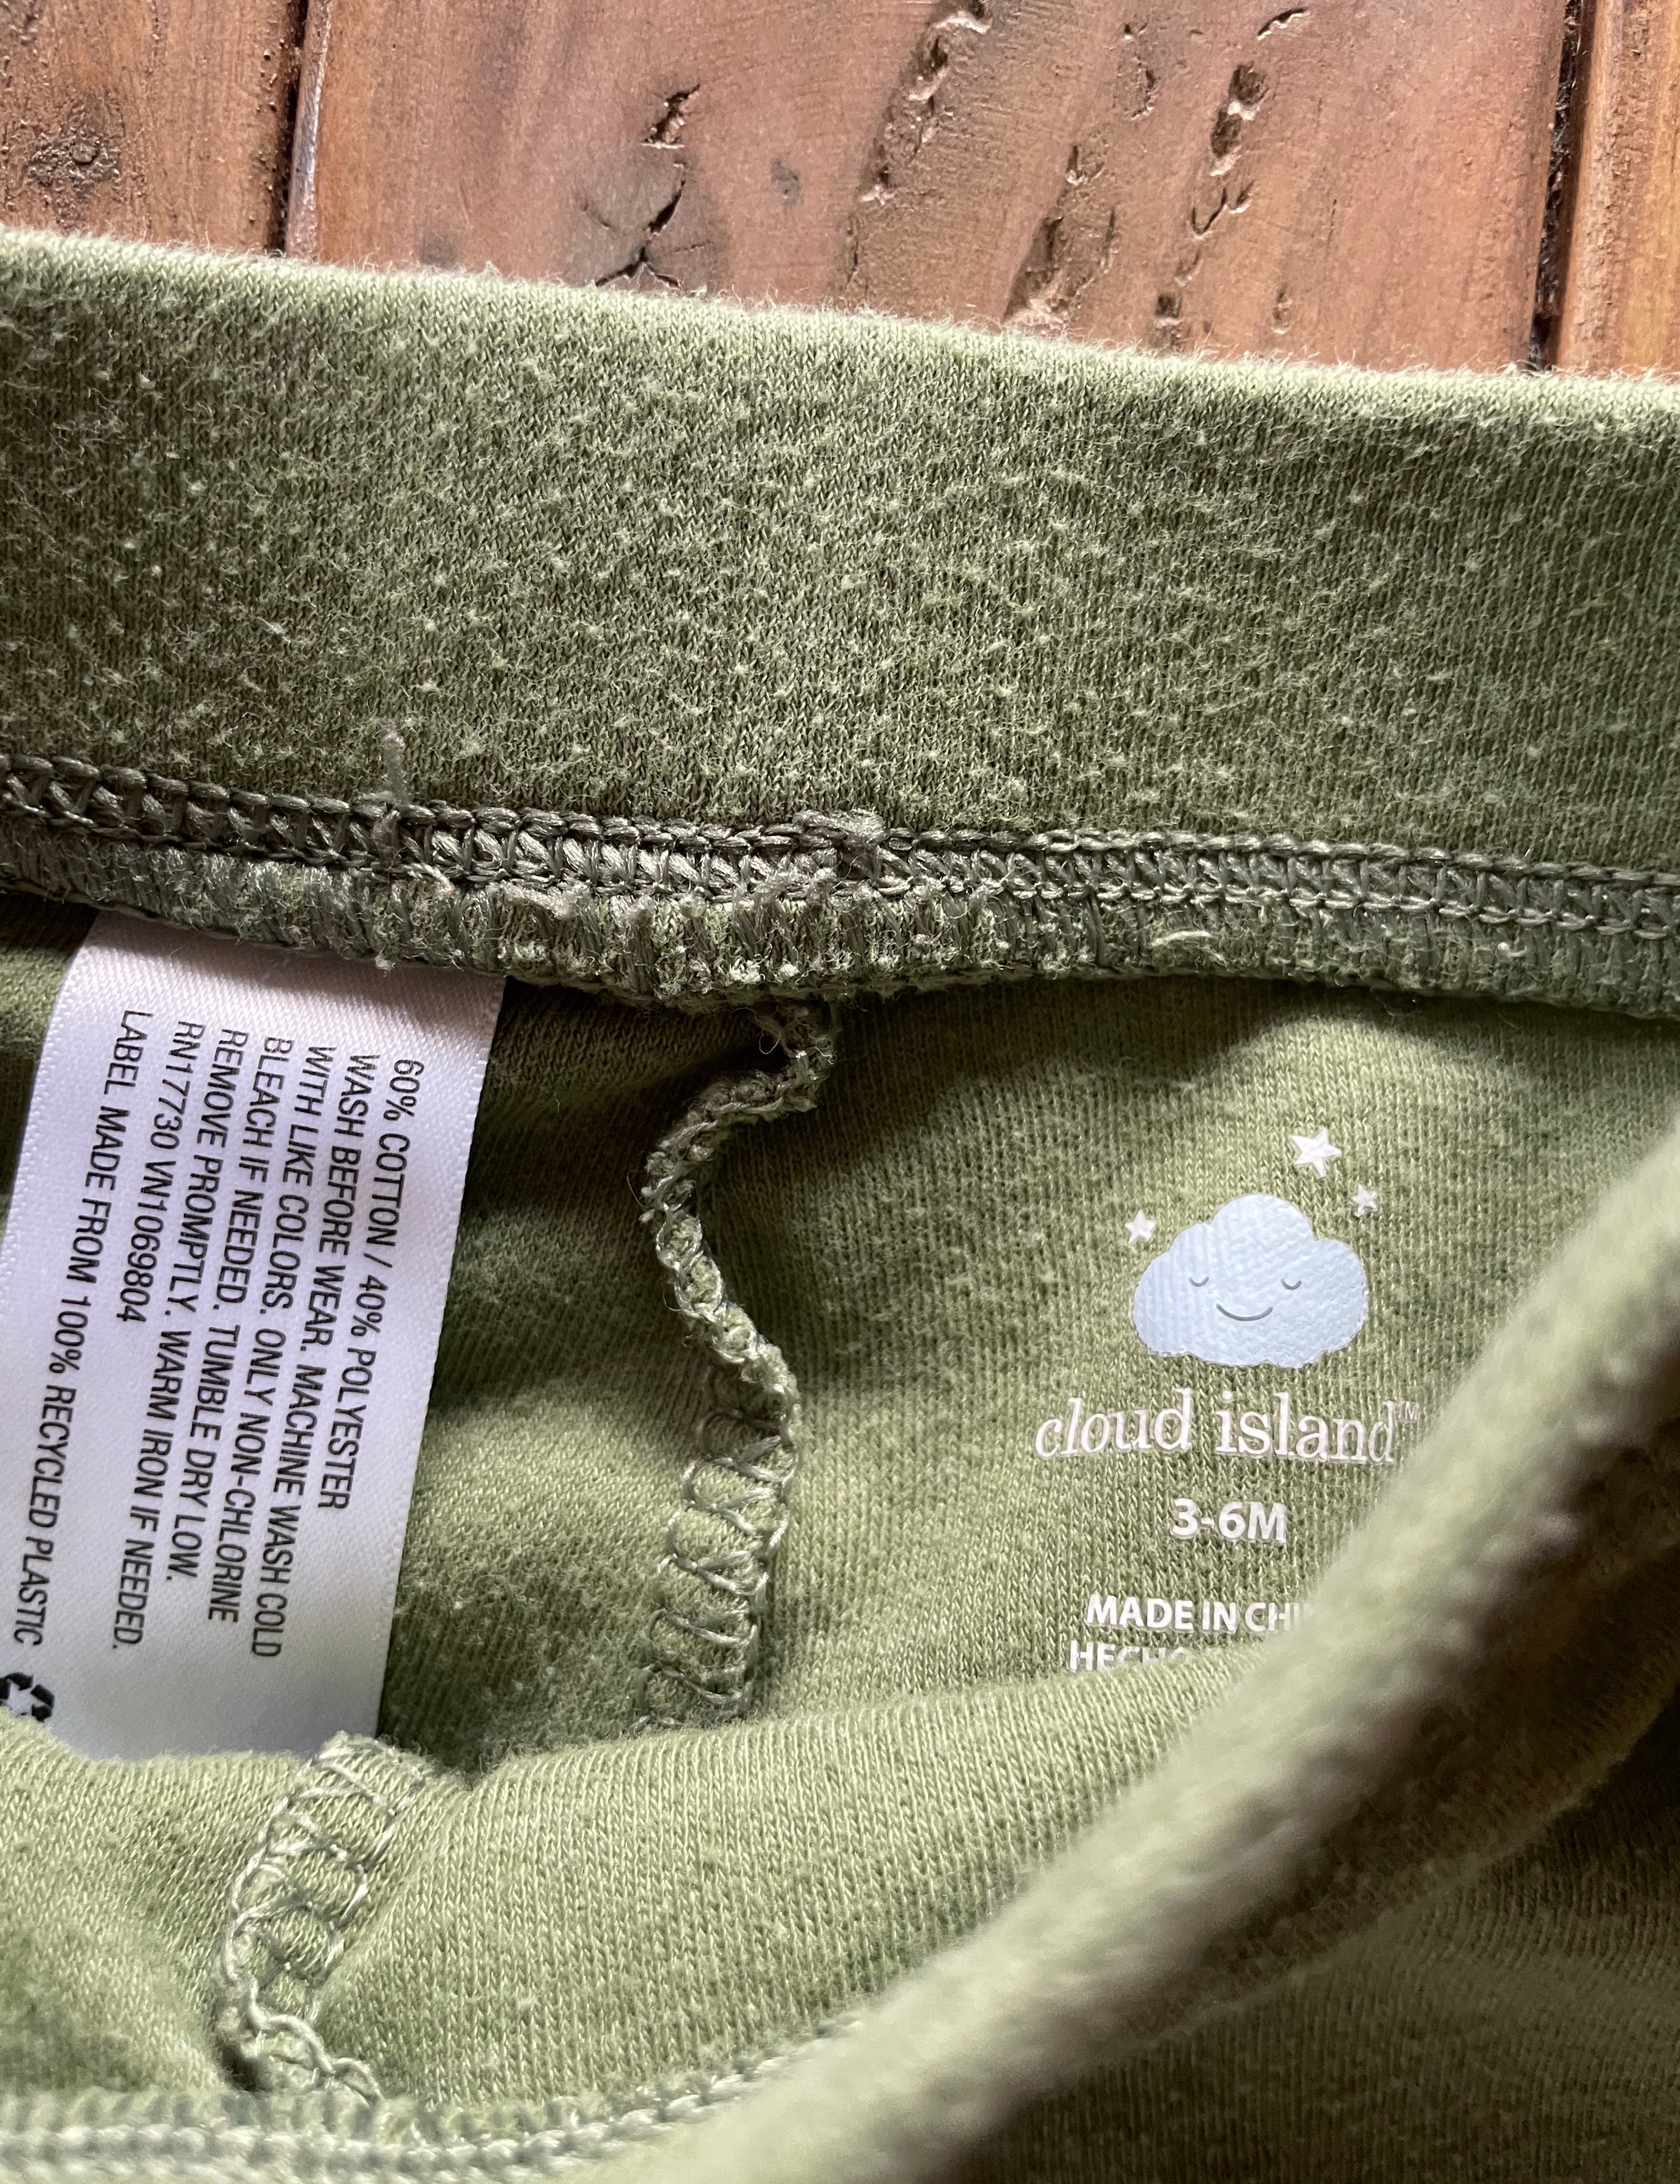 60% COTTON / 40% POLYESTER
WASH BEFORE WEAR. MACHINE WASH COLD
WITH LIKE COLORS. ONLY NON-CHLORINE
BLEACH IF NEEDED. TUMBLE DRY LOW.
REMOVE PROMPTLY. WARM IRON IF NEEDED.
RN17730 VN1069804
LABEL MADE FROM 100% RECYCLED PLASTIC
cloud island™
3-6M
MADE IN